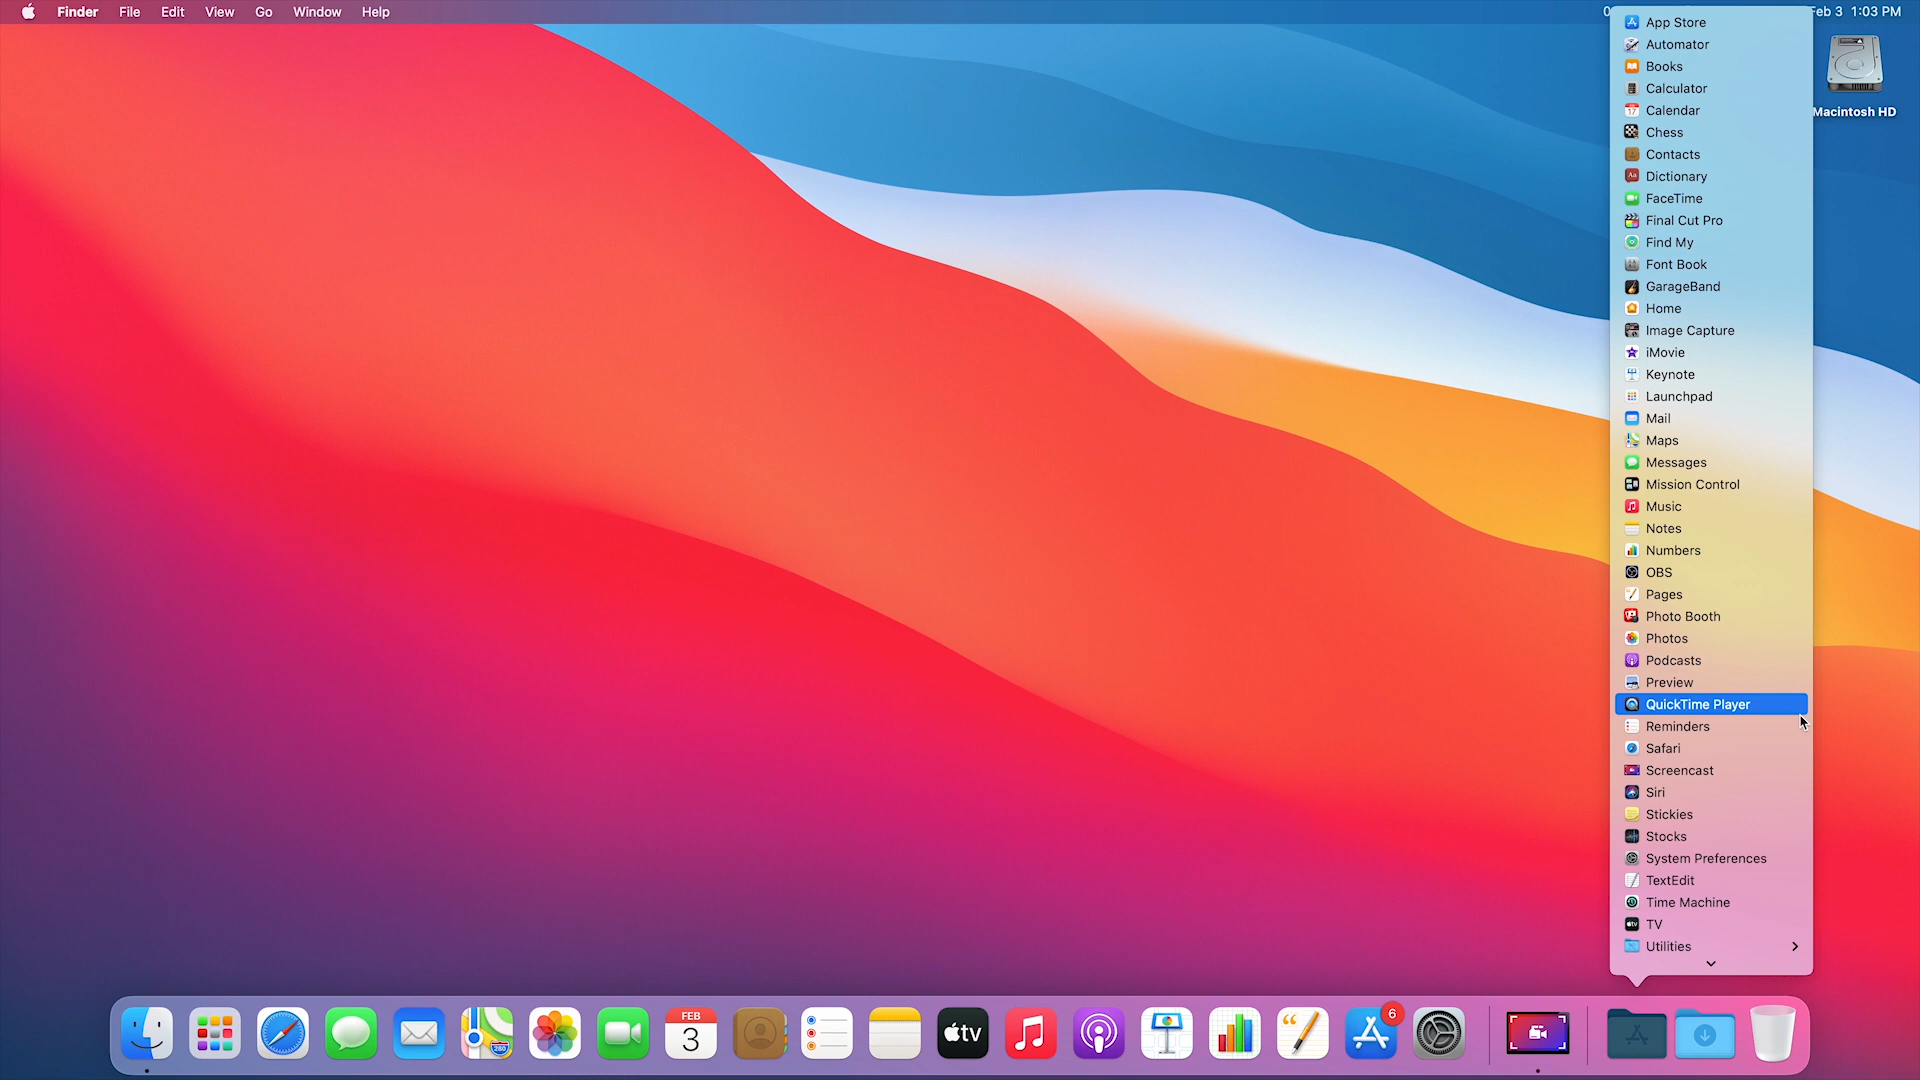 Finder File Edit View Go Window Help
Feb 3 1:03 PM
Macintosh HD
App Store
Automator
Books
Calculator
Calendar
Chess
Contacts
Dictionary
FaceTime
Final Cut Pro
Find My
Font Book
GarageBand
Home
Image Capture
iMovie
Keynote
Launchpad
Mail
Maps
Messages
Mission Control
Music
Notes
Numbers
OBS
Pages
Photo Booth
Photos
Podcasts
Preview
QuickTime Player
Reminders
Safari
Screencast
Siri
Stickies
Stocks
System Preferences
TextEdit
Time Machine
TV
Utilities
280
FEB
3
tv
6